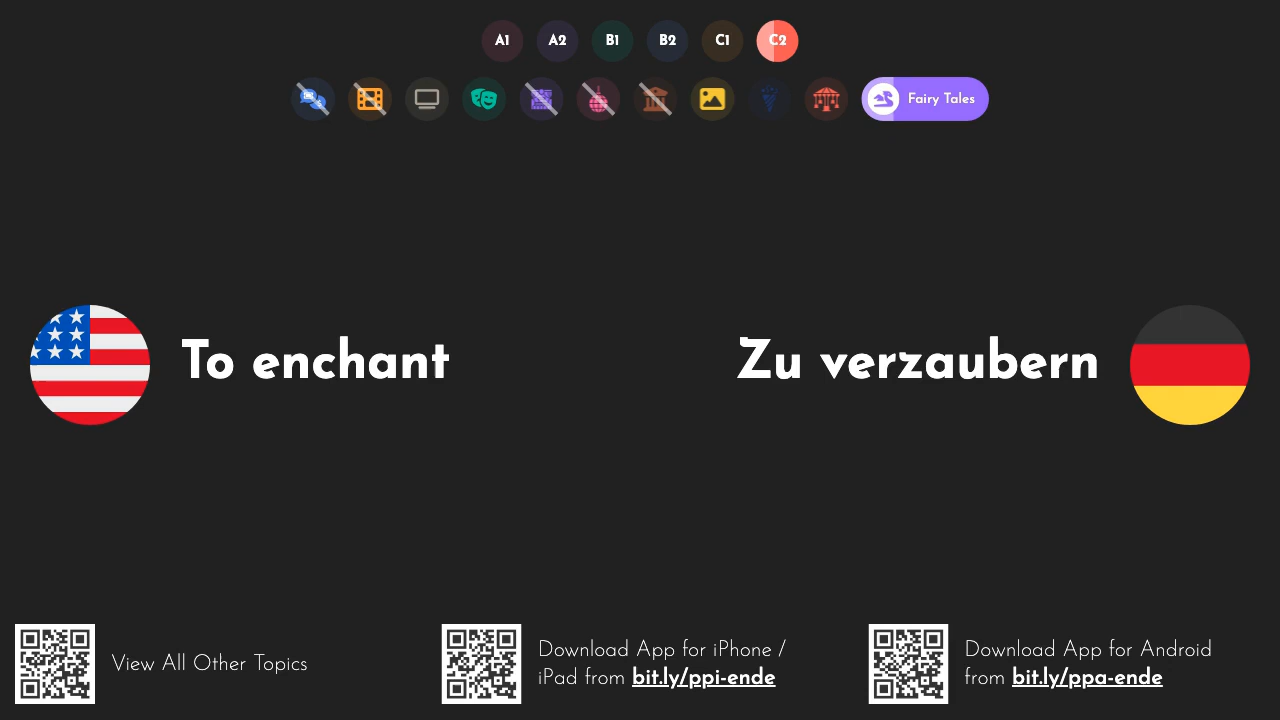 A1 A2 B1 B2 C1 C2
Fairy Tales
To enchant
Zu verzaubern
View All Other Topics
Download App for iPhone /
iPad from bit.ly/ppi-ende
Download App for Android
from bit.ly/ppa-ende